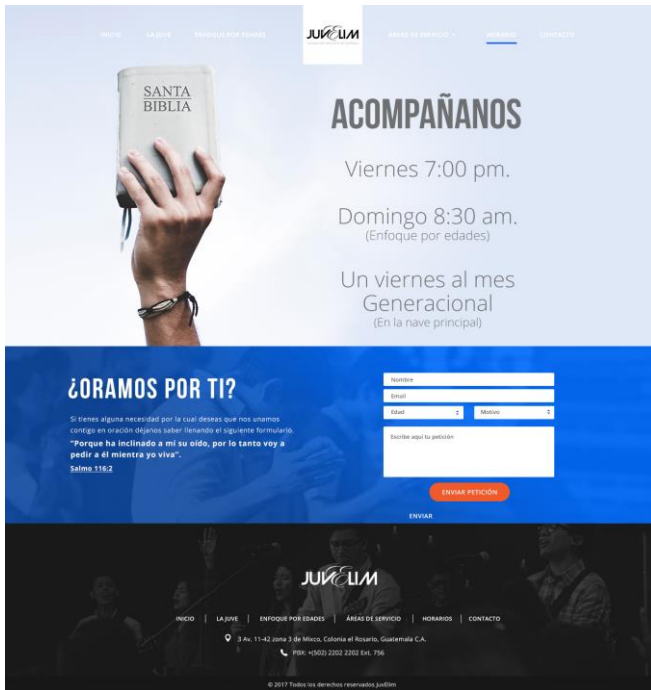 INICIO LA JUVE ENFOQUE POR EDADES JUVELIM ÁREAS DE SERVICIO HORARIO CONTACTO
SANTA
BIBLIA
ACOMPAÑANOS
Viernes 7:00 pm.
Domingo 8:30 am.
(Enfoque por edades)
Un viernes al mes
Generacional
(En la nave principal)
¿ORAMOS POR TI?
Si tienes alguna necesidad por la cual deseas que nos unamos
contigo en oración déjanos saber llenando el siguiente formulario.
"Porque ha inclinado a mí su oído, por lo tanto voy a
pedir a él mientra yo viva".
Salmo 116:2
Nombre
Email
Edad Motivo
Escribe aquí tu petición
ENVIAR PETICIÓN
ENVIAR
JUVELIM
INICIO | LA JUVE | ENFOQUE POR EDADES | ÁREAS DE SERVICIO | HORARIOS | CONTACTO
3 Av. 11-42 zona 3 de Mixco, Colonia el Rosario, Guatemala C.A.
PBX: +(502) 2202 2202 Ext. 756
© 2017 Todos los derechos reservados JuvElim